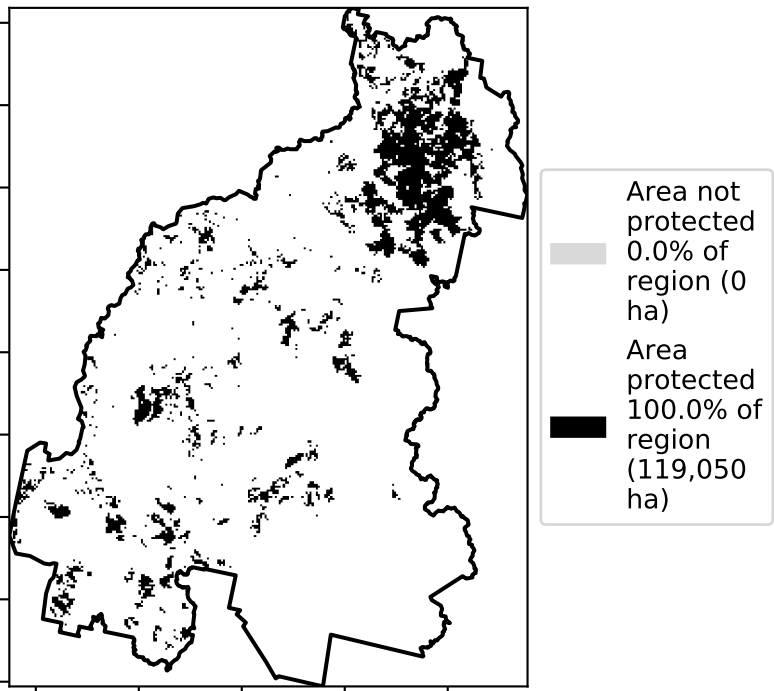 Area not
protected
0.0% of
region (0
ha)
Area
protected
100.0% of
region
(119,050
ha)